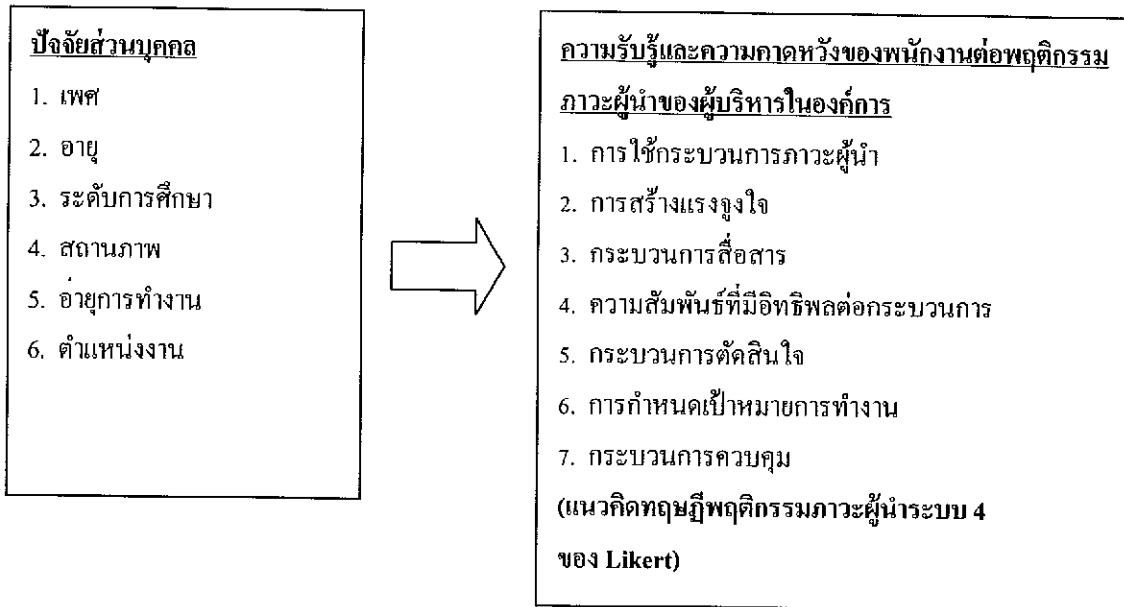 ปัจจัยส่วนบุคคล
1. เพศ
2. อายุ
3. ระดับการศึกษา
4. สถานภาพ
5. อายุการทำงาน
6. ตำแหน่งงาน
ความรับรู้และความคาดหวังของพนักงานต่อพฤติกรรม
ภาวะผู้นำของผู้บริหารในองค์การ
1. การใช้กระบวนการภาวะผู้นำ
2. การสร้างแรงจูงใจ
3. กระบวนการสื่อสาร
4. ความสัมพันธ์ที่มีอิทธิพลต่อกระบวนการ
5. กระบวนการตัดสินใจ
6. การกำหนดเป้าหมายการทำงาน
7. กระบวนการควบคุม
(แนวคิดทฤษฎีพฤติกรรมภาวะผู้นำระบบ 4
ของ Likert)